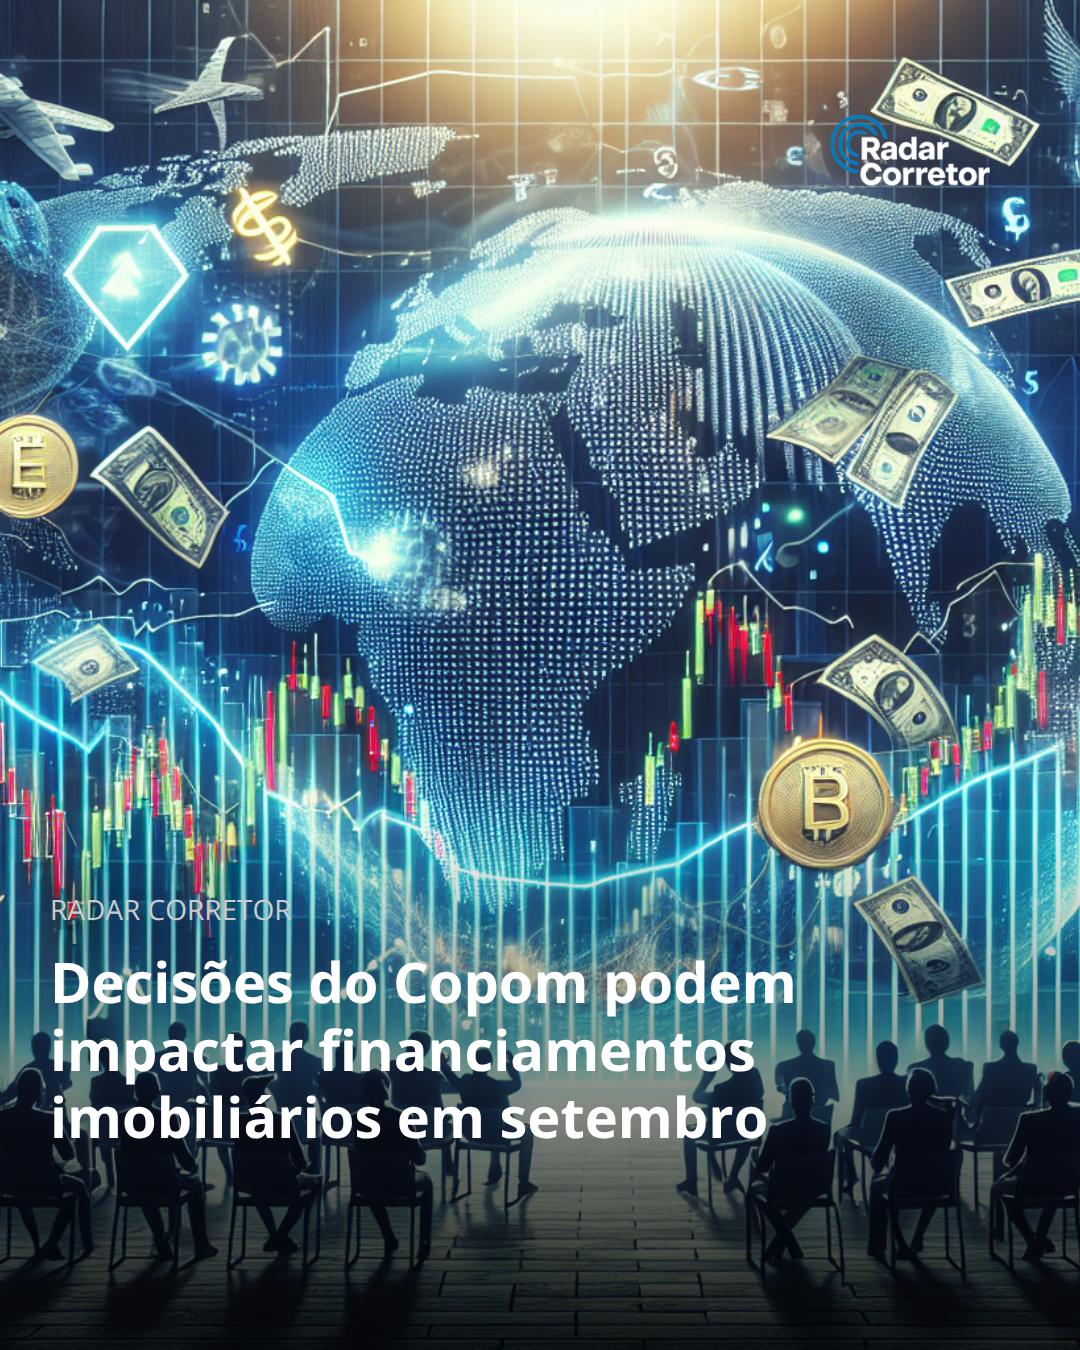 Radar
Corretor
RADAR CORRETOR
Decisões do Copom podem
impactar financiamentos
imobiliários em setembro